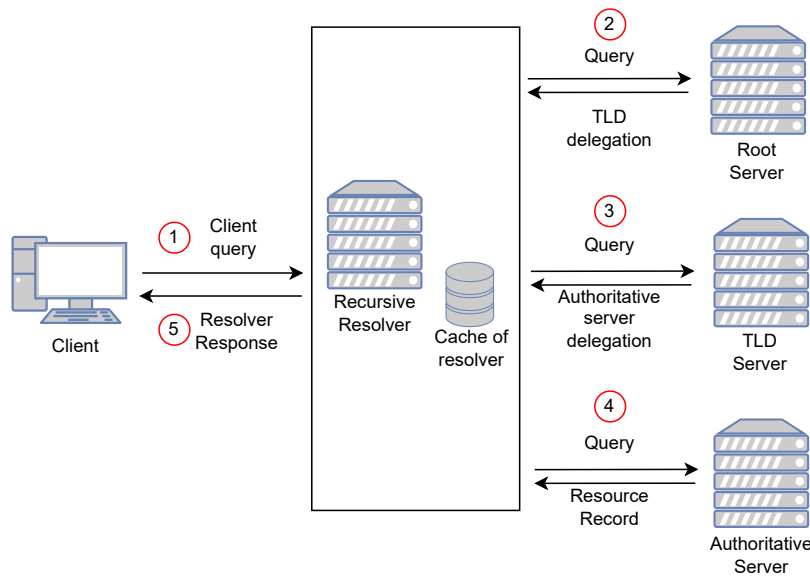 1
Client
query
5
Resolver
Response
Client
Recursive
Resolver
Cache of
resolver
2
Query
TLD
delegation
Root
Server
3
Query
Authoritative
server
delegation
TLD
Server
4
Query
Resource
Record
Authoritative
Server